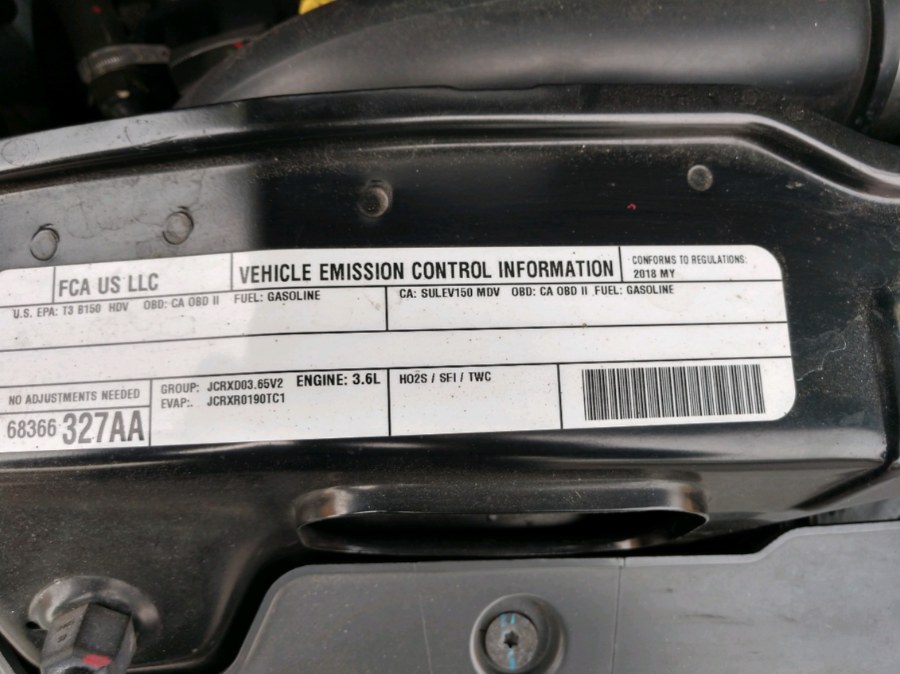 FCA US LLC
VEHICLE EMISSION CONTROL INFORMATION
CONFORMS TO REGULATIONS:
2018 MY
U.S. EPA: T3 B150 HDV OBD: CA OBD II FUEL: GASOLINE
CA: SULEV150 MDV OBD: CA OBD II FUEL: GASOLINE
NO ADJUSTMENTS NEEDED
68366 327AA
GROUP: JCRXD03.65V2 ENGINE: 3.6L
EVAP: JCRXR0190TC1
HO2S / SFI / TWC